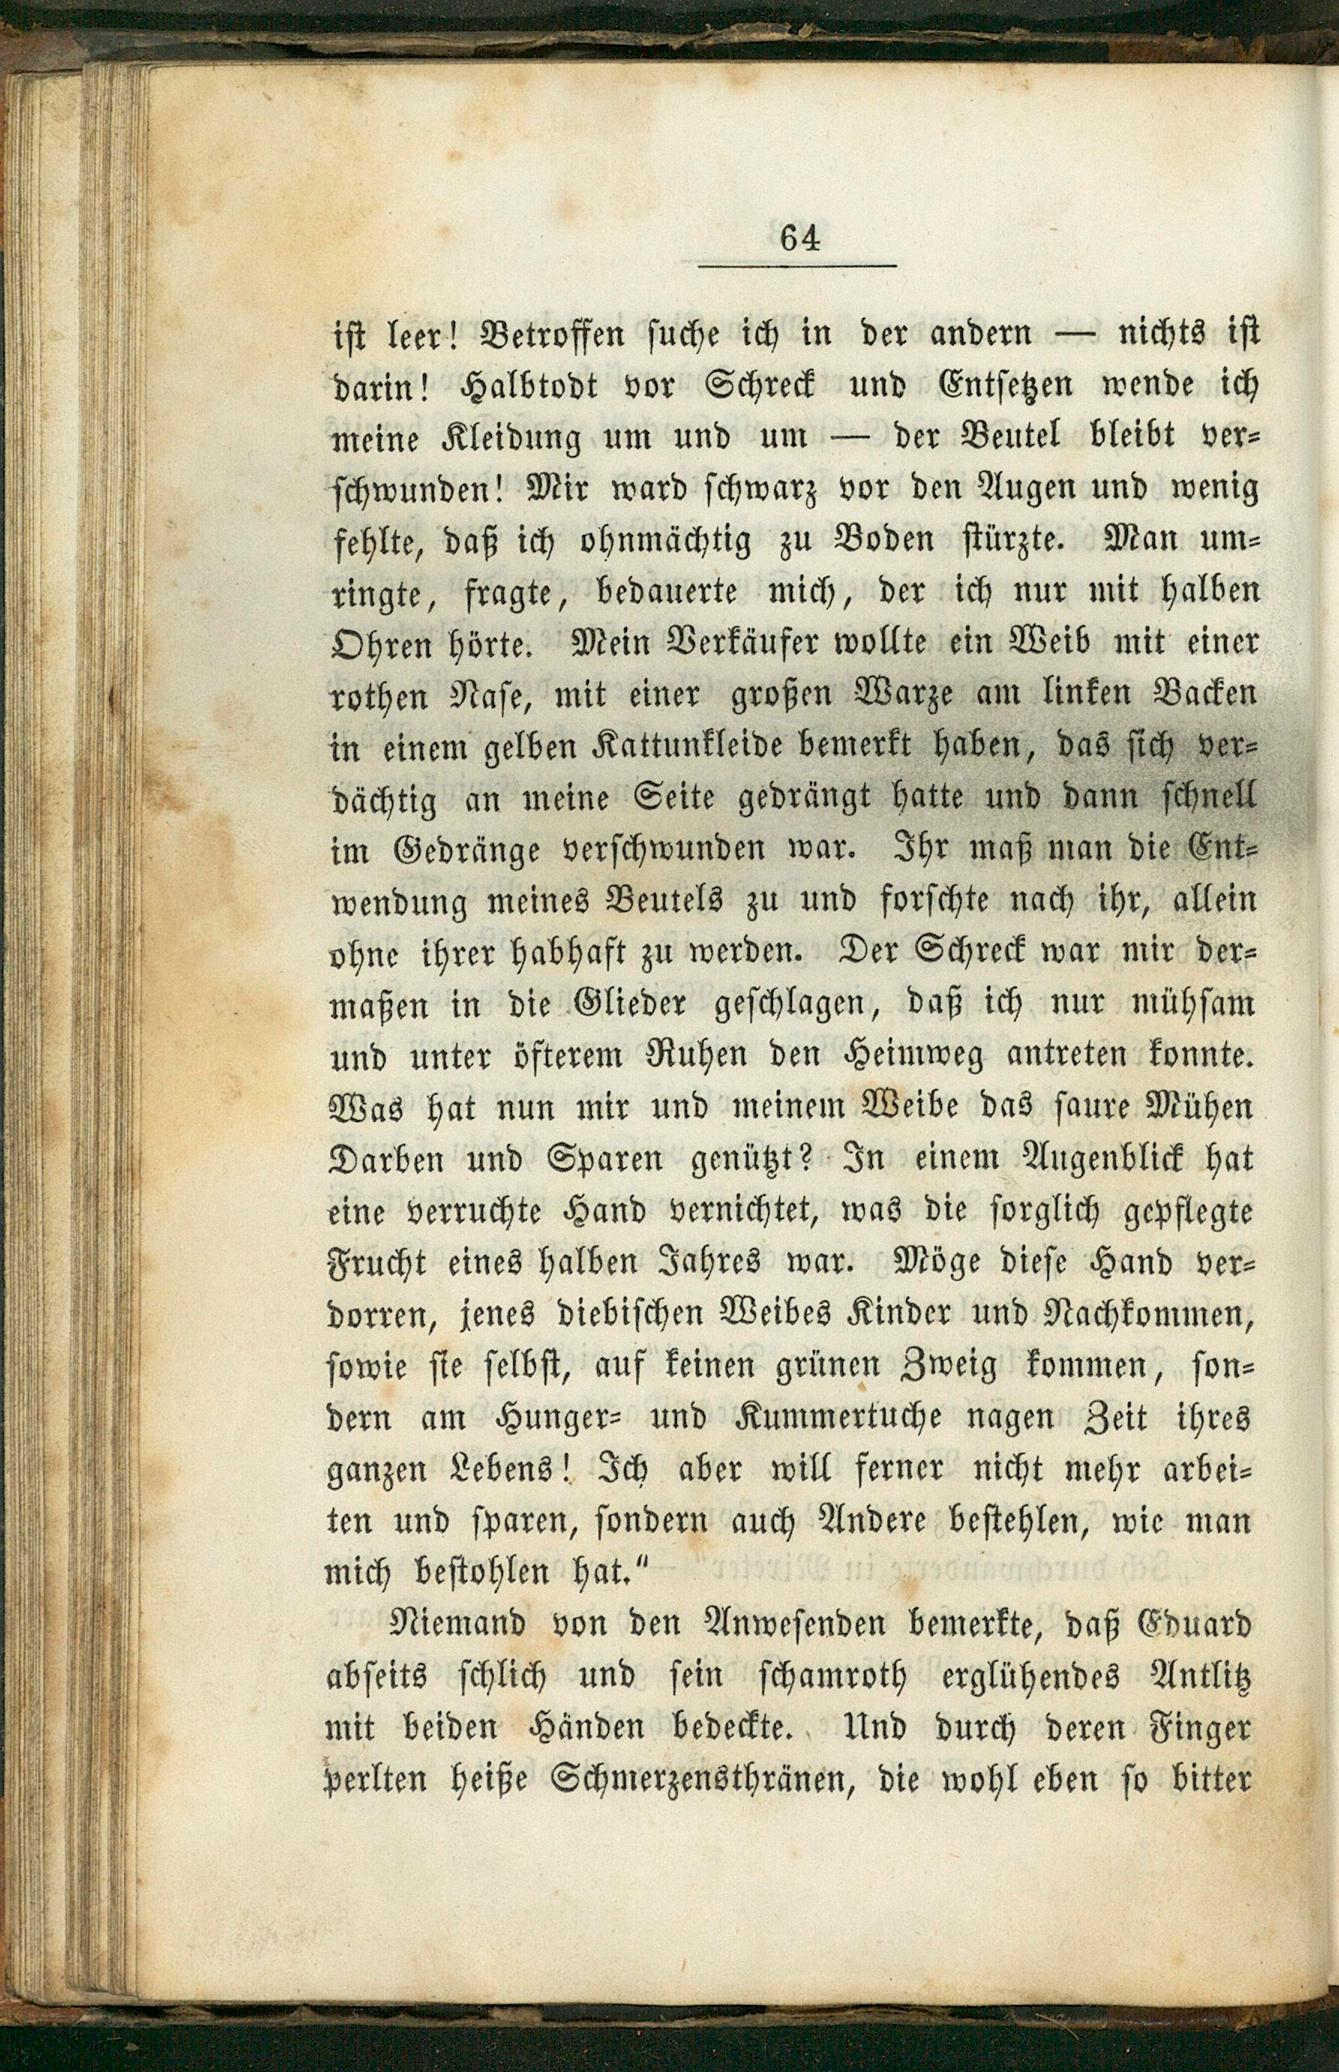 64
ist leer! Betroffen suche ich in der andern — nichts ist
darin! Halbtodt vor Schreck und Entsetzen wende ich
meine Kleidung um und um — der Beutel bleibt ver-
schwunden! Mir ward schwarz vor den Augen und wenig
fehlte, daß ich ohnmächtig zu Boden stürzte. Man um-
ringte, fragte, bedauerte mich, der ich nur mit halben
Ohren hörte. Mein Verkäufer wollte ein Weib mit einer
rothen Nase, mit einer großen Warze am linken Backen
in einem gelben Kattunkleide bemerkt haben, das sich ver-
dächtig an meine Seite gedrängt hatte und dann schnell
im Gedränge verschwunden war. Ihr maß man die Ent-
wendung meines Beutels zu und forschte nach ihr, allein
ohne ihrer habhaft zu werden. Der Schreck war mir der-
maßen in die Glieder geschlagen, daß ich nur mühsam
und unter öfterem Ruhen den Heimweg antreten konnte.
Was hat nun mir und meinem Weibe das saure Mühen
Darben und Sparen genützt? In einem Augenblick hat
eine verruchte Hand vernichtet, was die sorglich gepflegte
Frucht eines halben Jahres war. Möge diese Hand ver-
dorren, jenes diebischen Weibes Kinder und Nachkommen,
sowie sie selbst, auf keinen grünen Zweig kommen, son-
dern am Hunger- und Kummertuche nagen Zeit ihres
ganzen Lebens! Ich aber will ferner nicht mehr arbei-
ten und sparen, sondern auch Andere bestehlen, wie man
mich bestohlen hat.“
Niemand von den Anwesenden bemerkte, daß Eduard
abseits schlich und sein schamroth erglühendes Antlitz
mit beiden Händen bedeckte. Und durch deren Finger
perlten heiße Schmerzensthränen, die wohl eben so bitter